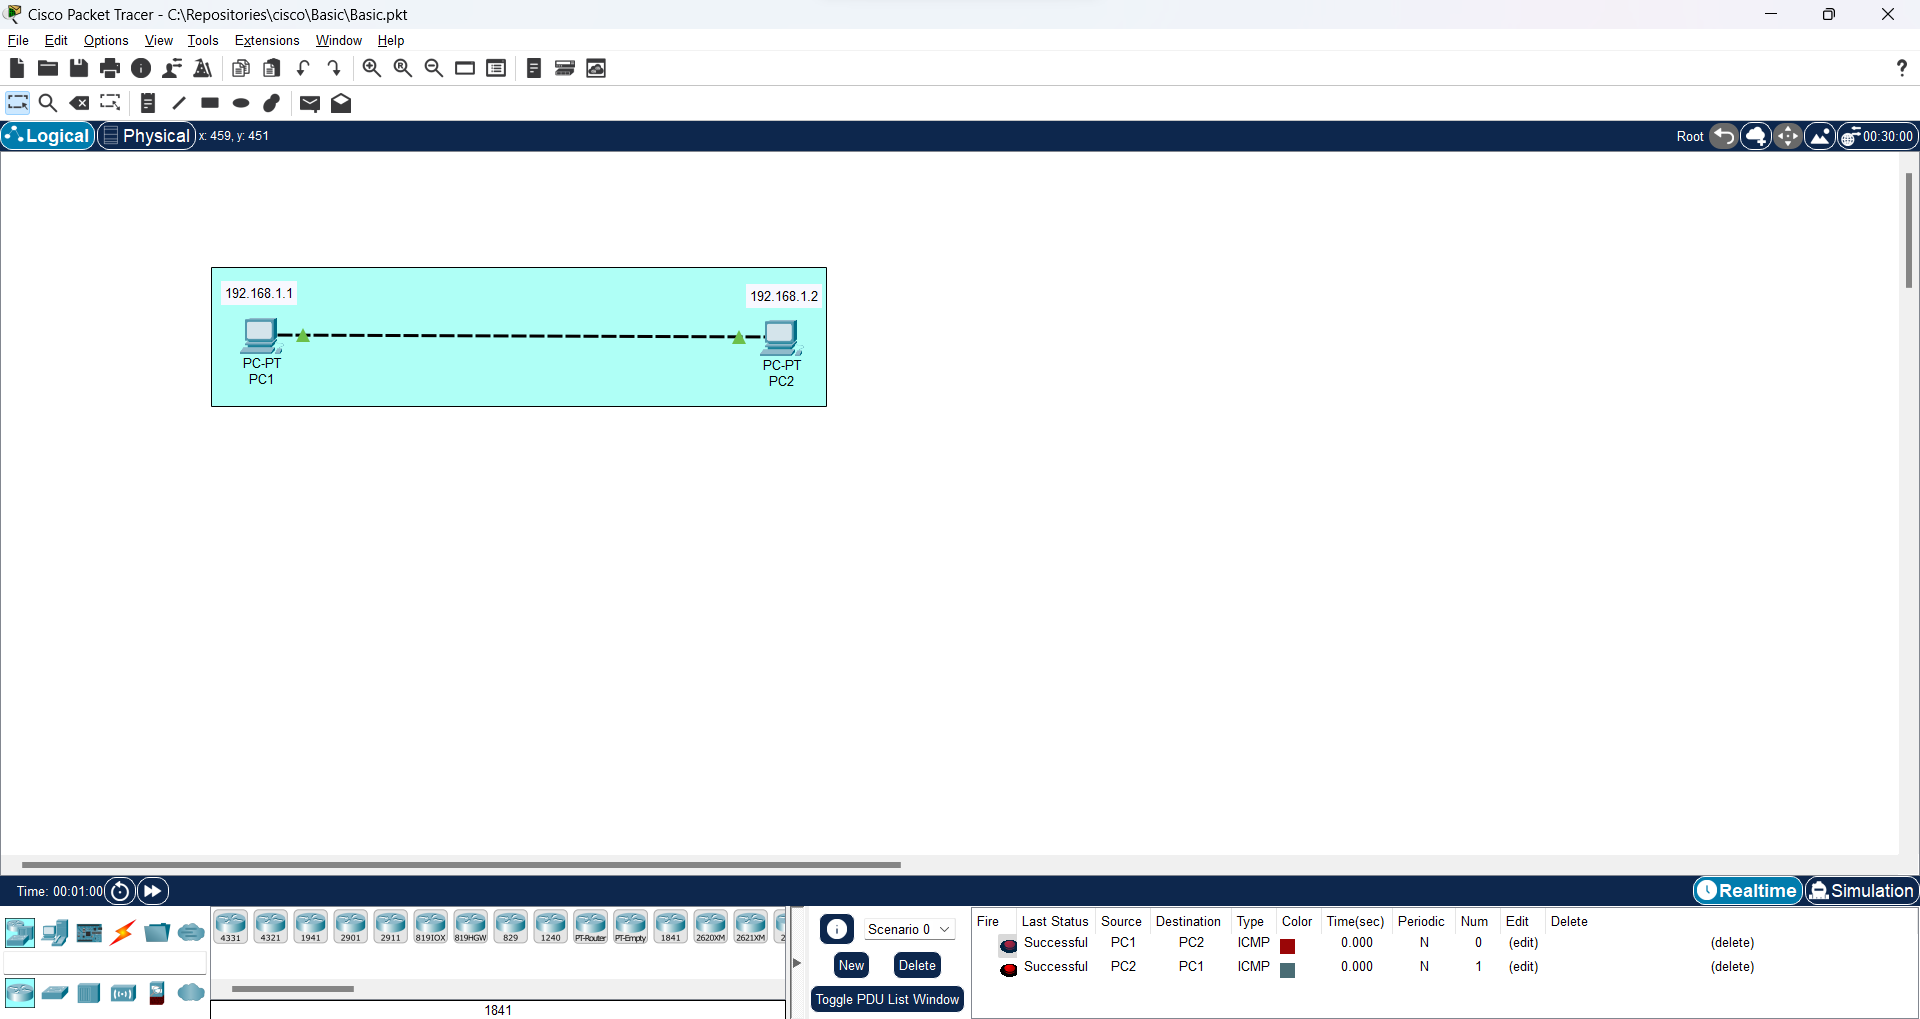 Cisco Packet Tracer - C:\Repositories\cisco\Basic\Basic.pkt
File Edit Options View Tools Extensions Window Help
Logical Physical x: 459, y: 451 Root 00:30:00
192.168.1.1
192.168.1.2
PC-PT
PC1
PC-PT
PC2
Time: 00:01:00 Realtime Simulation
4331 4321 1941 2901 2911 819IOX 819HGW 829 1240 PT-Router PT-Empty 1841 2620XM 2621XM 2
1841
Scenario 0
New Delete
Toggle PDU List Window
Fire Last Status Source Destination Type Color Time(sec) Periodic Num Edit Delete
Successful PC1 PC2 ICMP 0.000 N 0 (edit) (delete)
Successful PC2 PC1 ICMP 0.000 N 1 (edit) (delete)